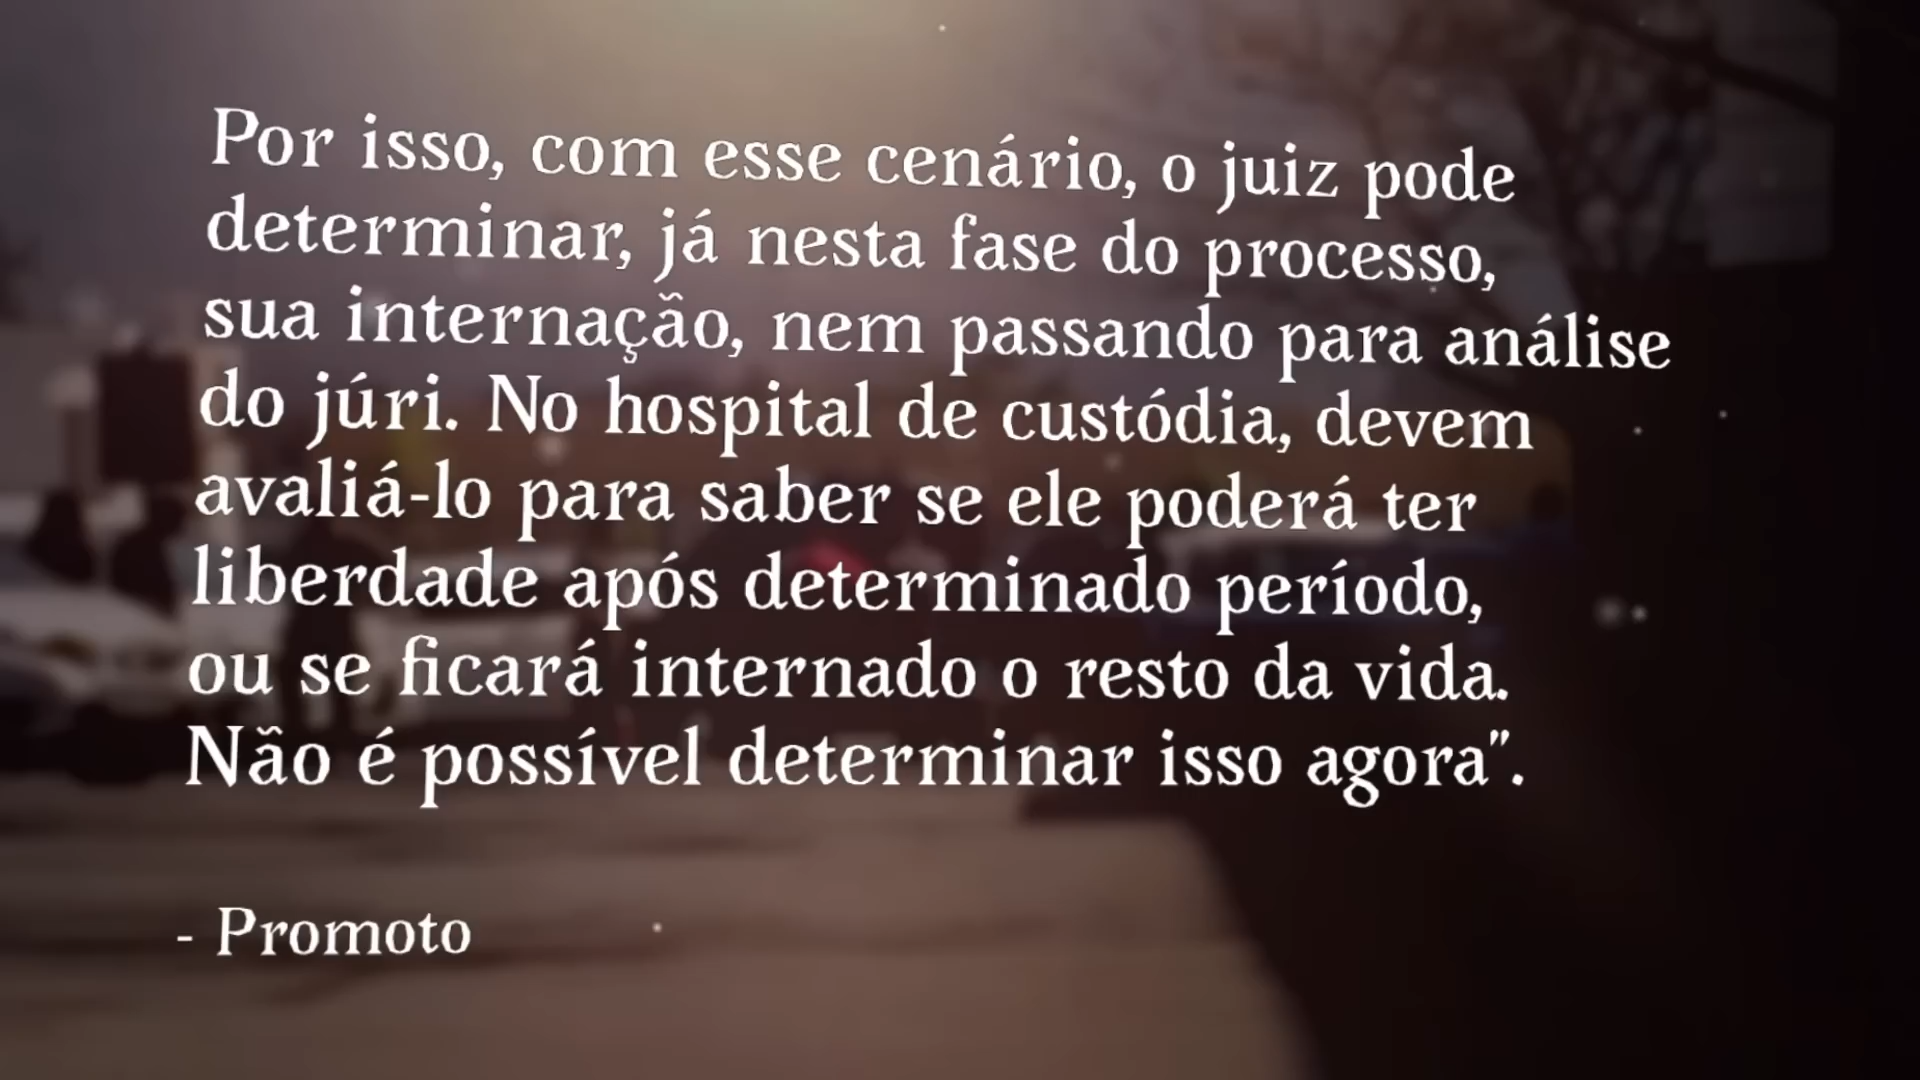 Por isso, com esse cenário, o juiz pode
determinar, já nesta fase do processo,
sua internação, nem passando para análise
do júri. No hospital de custódia, devem
avaliá-lo para saber se ele poderá ter
liberdade após determinado período,
ou se ficará internado o resto da vida.
Não é possível determinar isso agora".
- Promoto